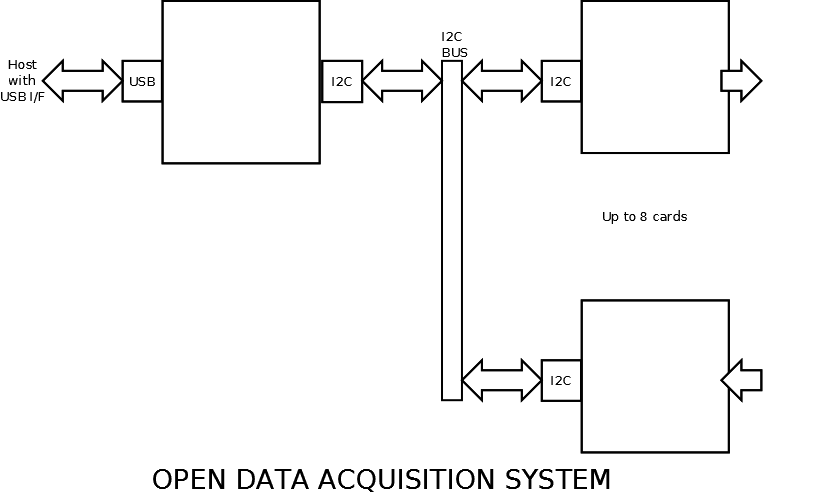 I2C
BUS
Host
with
USB I/F
USB
I2C
I2C
Up to 8 cards
I2C
OPEN DATA ACQUISITION SYSTEM